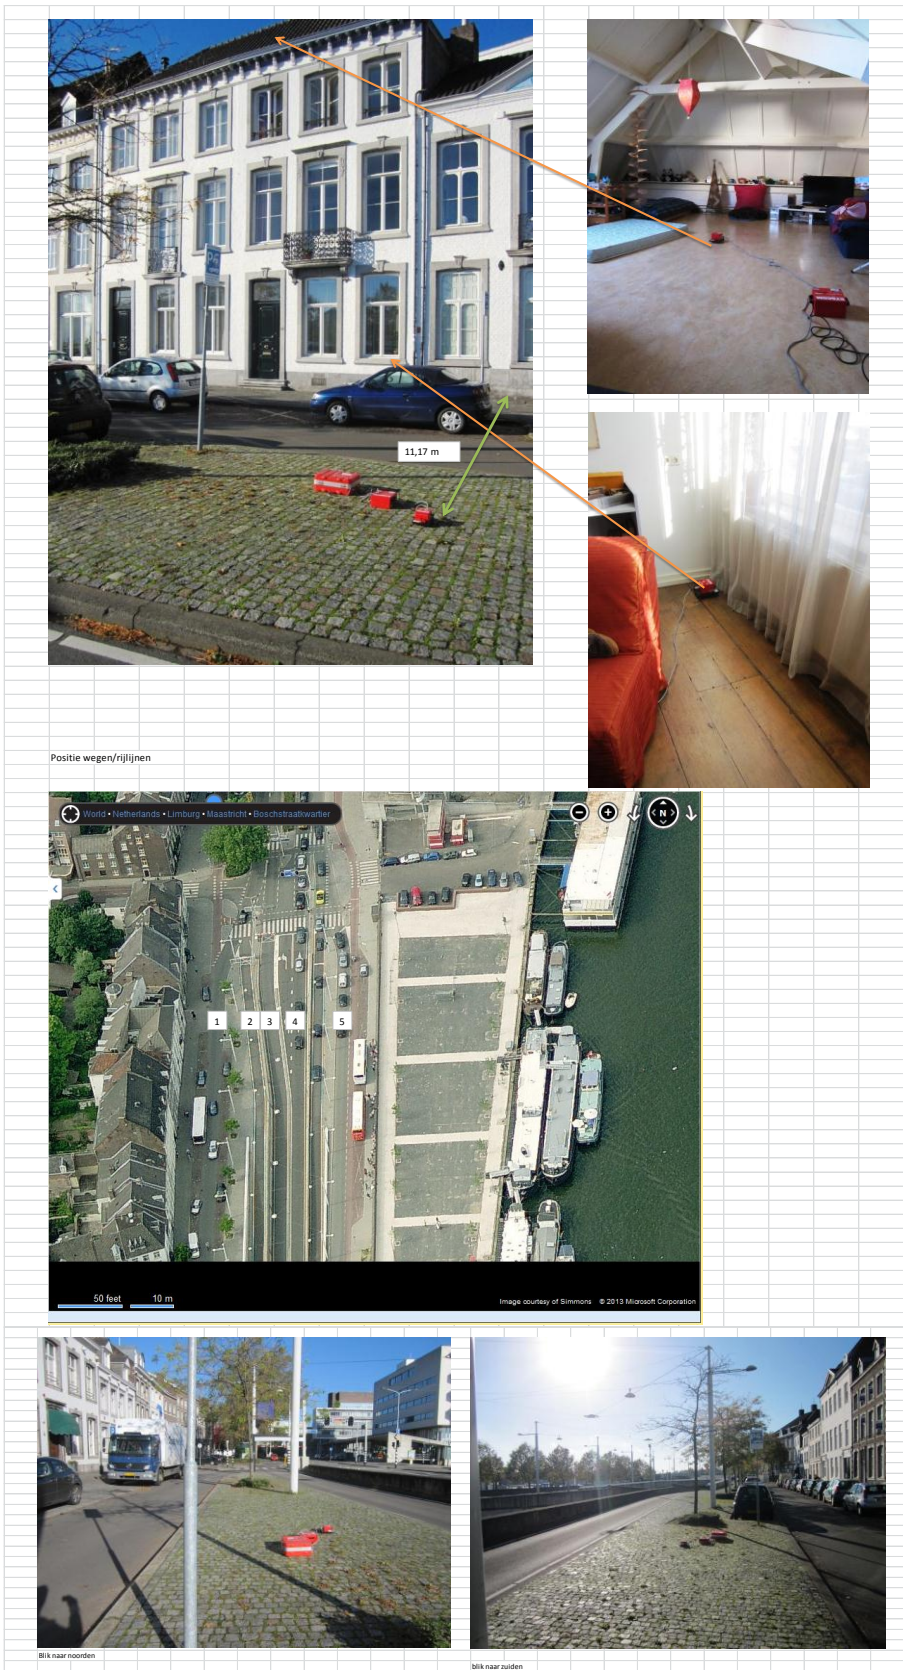 11,17 m
Positie wegen/rijlijnen
World • Netherlands • Limburg • Maastricht • Boschstraatkwartier
N
1
2
3
4
5
50 feet
10 m
Image courtesy of Simmons © 2013 Microsoft Corporation
Blik naar noorden
blik naar zuiden